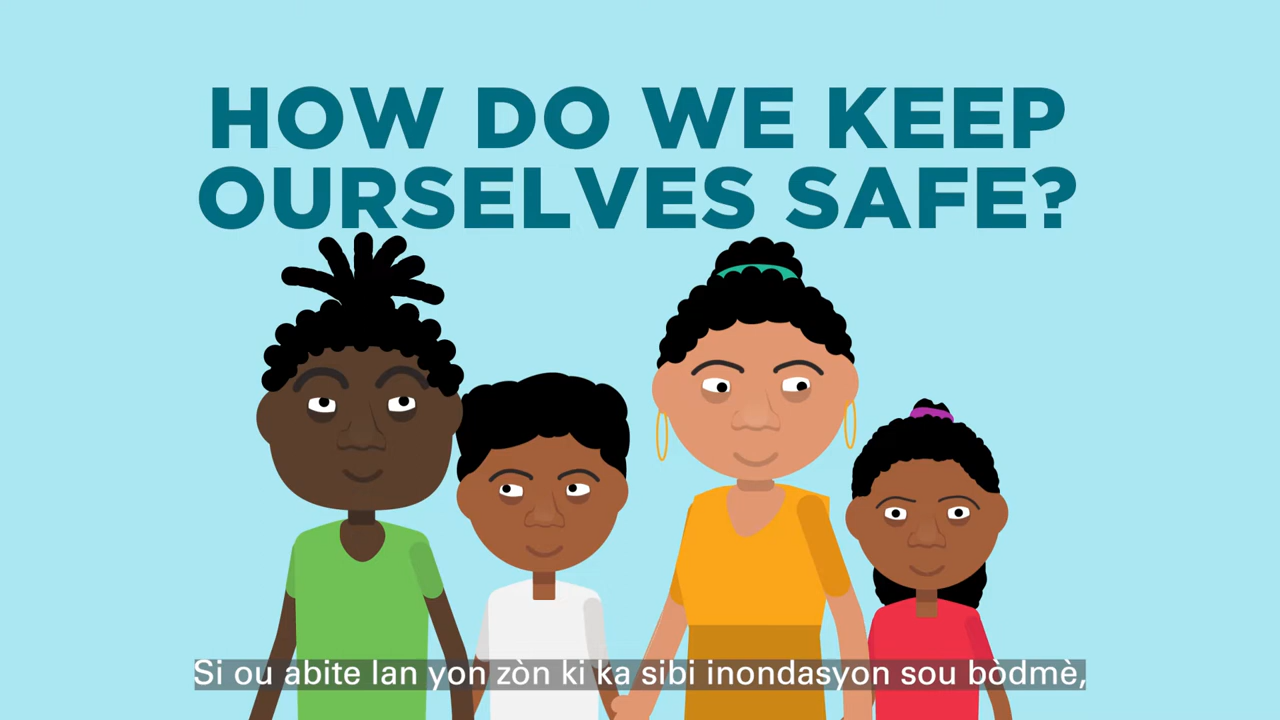 HOW DO WE KEEP
OURSELVES SAFE?
Si ou abite lan yon zòn ki ka sibi inondasyon sou bòdmè,